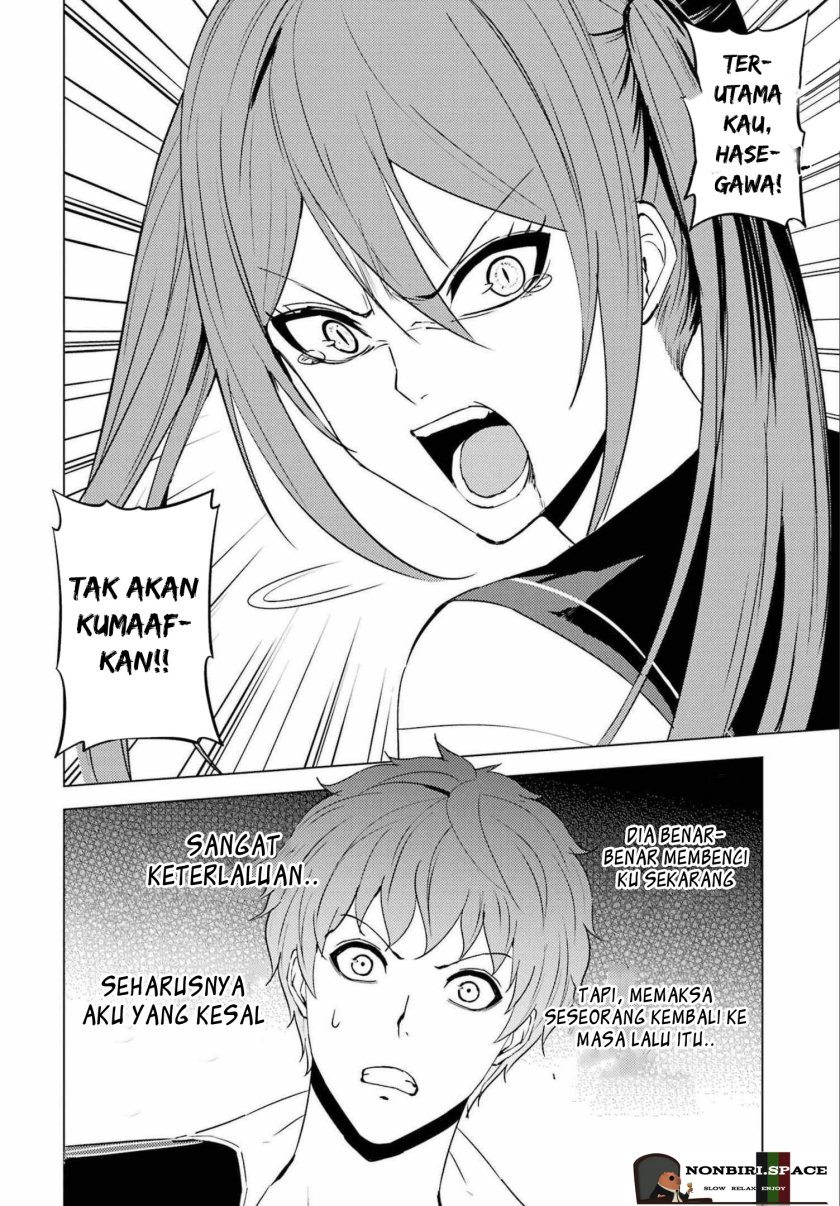 TER-
UTAMA
KAU,
HASE-
GAWA!
TAK AKAN
KUMAAF-
KAN!!
DIA BENAR-
BENAR MEMBENCI
KU SEKARANG
TAPI, MEMAKSA
SESEORANG KEMBALI KE
MASA LALU ITU..
SANGAT
KETERLALUAN..
SEHARUSNYA
AKU YANG KESAL
NONBIRI.SPACE
SLOW RELAX ENJOY